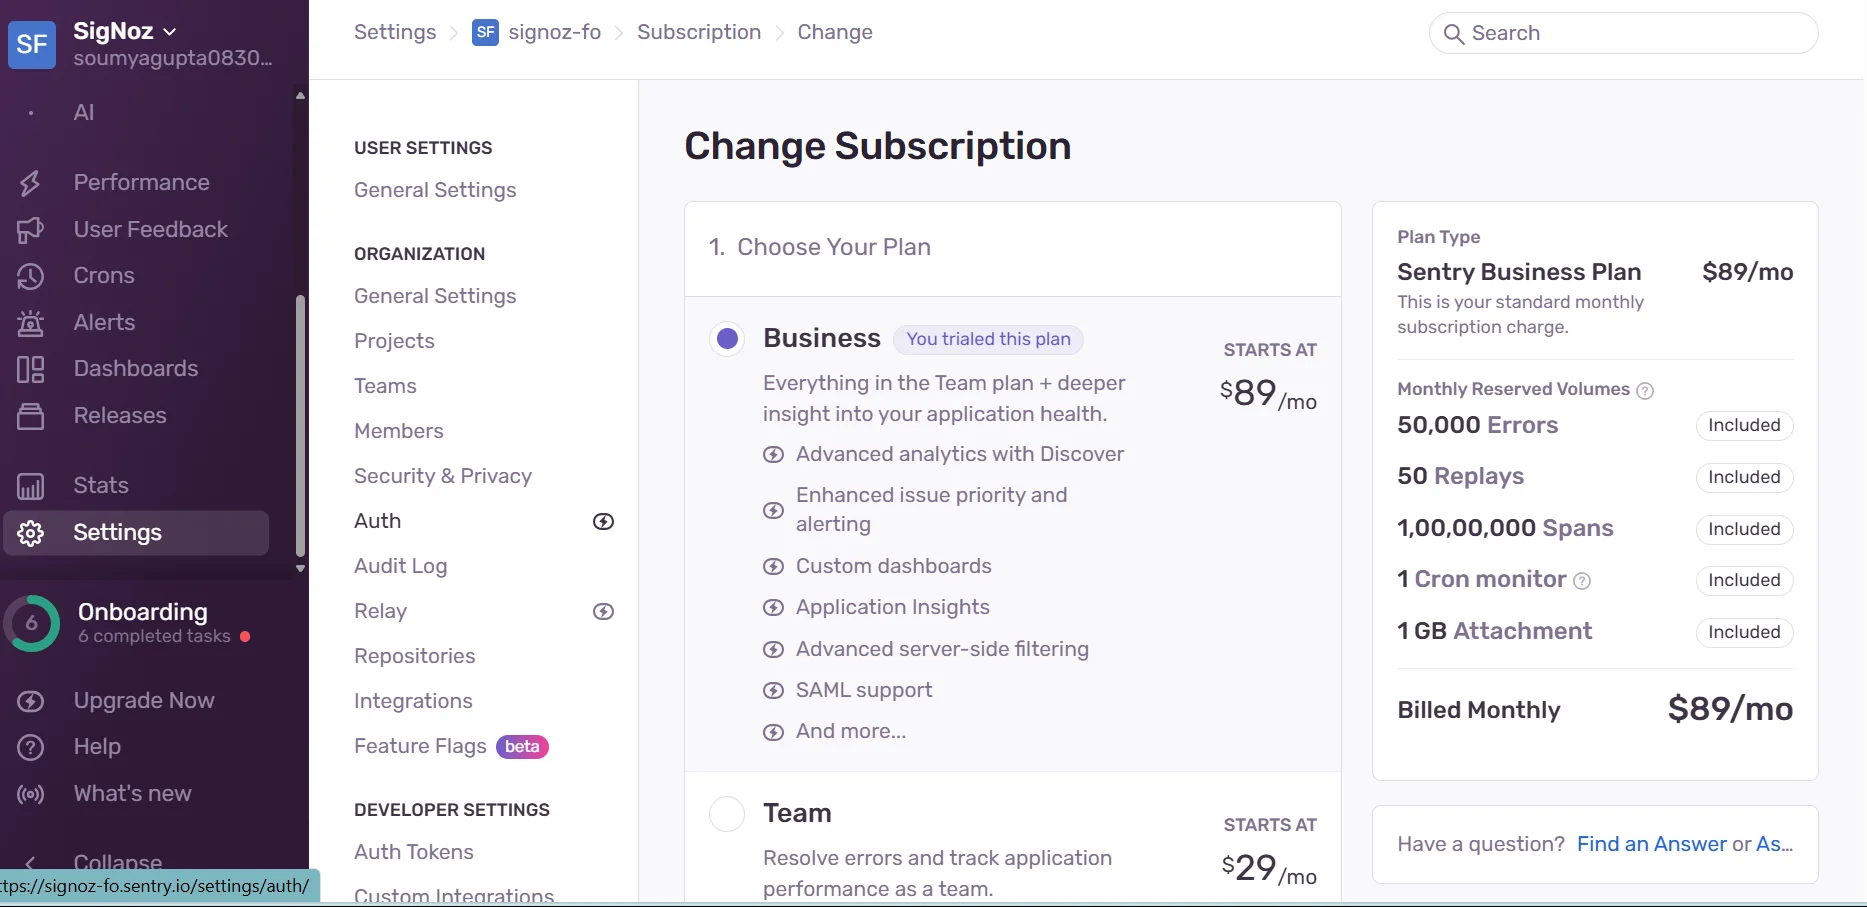 SF
SigNoz
soumyagupta0830...
AI
Performance
User Feedback
Crons
Alerts
Dashboards
Releases
Stats
Settings
6
Onboarding
6 completed tasks
Upgrade Now
Help
What's new
Collapse
ttps://signoz-fo.sentry.io/settings/auth/
Settings > SF signoz-fo > Subscription > Change
Search
USER SETTINGS
General Settings
ORGANIZATION
General Settings
Projects
Teams
Members
Security & Privacy
Auth
Audit Log
Relay
Repositories
Integrations
Feature Flags beta
DEVELOPER SETTINGS
Auth Tokens
Custom Integrations
Change Subscription
1. Choose Your Plan
Business You trialed this plan
STARTS AT
$89/mo
Everything in the Team plan + deeper
insight into your application health.
Advanced analytics with Discover
Enhanced issue priority and
alerting
Custom dashboards
Application Insights
Advanced server-side filtering
SAML support
And more...
Team
STARTS AT
$29/mo
Resolve errors and track application
performance as a team.
Plan Type
Sentry Business Plan $89/mo
This is your standard monthly
subscription charge.
Monthly Reserved Volumes ?
50,000 Errors Included
50 Replays Included
1,00,00,000 Spans Included
1 Cron monitor ? Included
1 GB Attachment Included
Billed Monthly $89/mo
Have a question? Find an Answer or As...